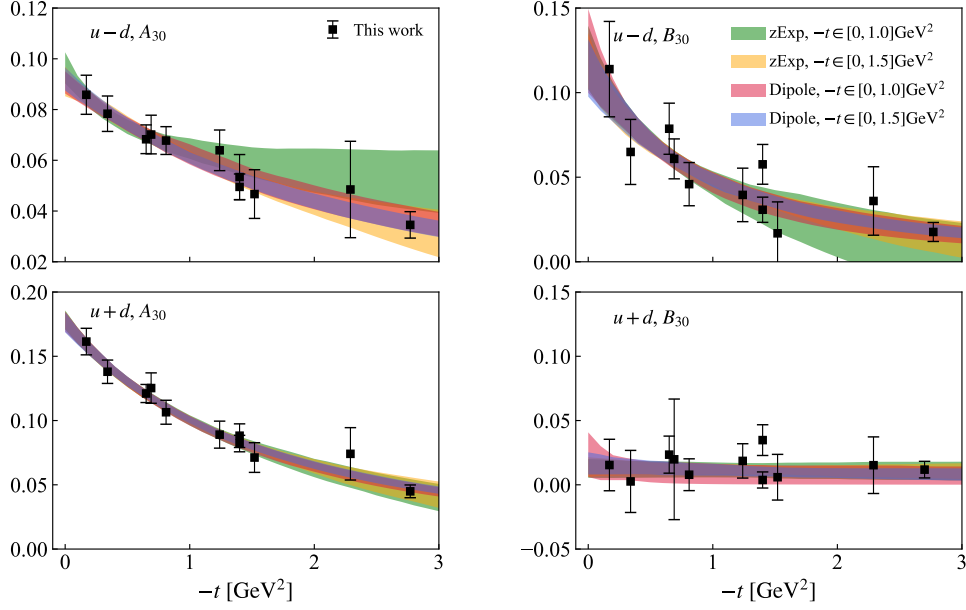 u − d, A₃₀
This work
0.12
0.10
0.08
0.06
0.04
0.02
u − d, B₃₀
zExp, −t ∈ [0, 1.0]GeV²
zExp, −t ∈ [0, 1.5]GeV²
Dipole, −t ∈ [0, 1.0]GeV²
Dipole, −t ∈ [0, 1.5]GeV²
0.15
0.10
0.05
0.00
u + d, A₃₀
0.20
0.15
0.10
0.05
0.00
0 1 2 3
−t [GeV²]
u + d, B₃₀
0.15
0.10
0.05
0.00
−0.05
0 1 2 3
−t [GeV²]